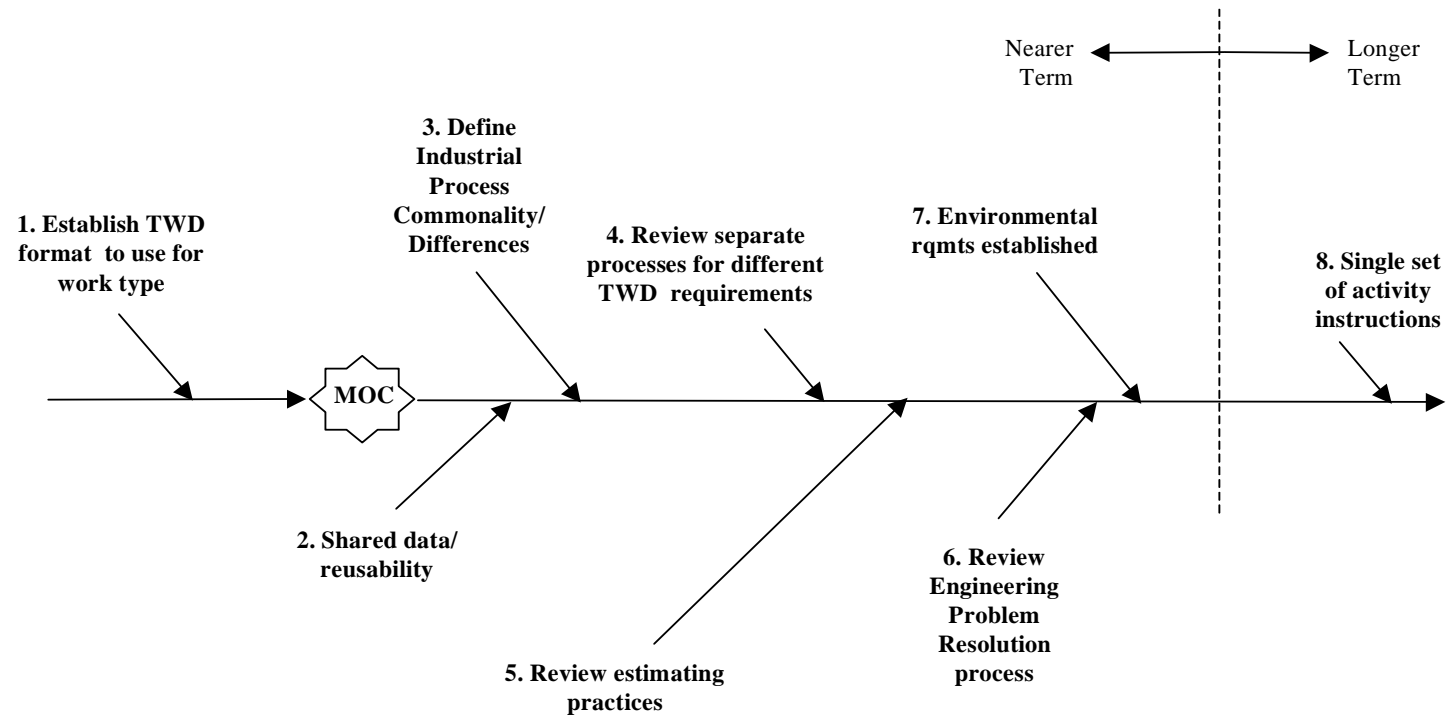 Nearer
Term
Longer
Term
1. Establish TWD
format to use for
work type
MOC
2. Shared data/
reusability
3. Define
Industrial
Process
Commonality/
Differences
4. Review separate
processes for different
TWD requirements
5. Review estimating
practices
6. Review
Engineering
Problem
Resolution
process
7. Environmental
rqmts established
8. Single set
of activity
instructions